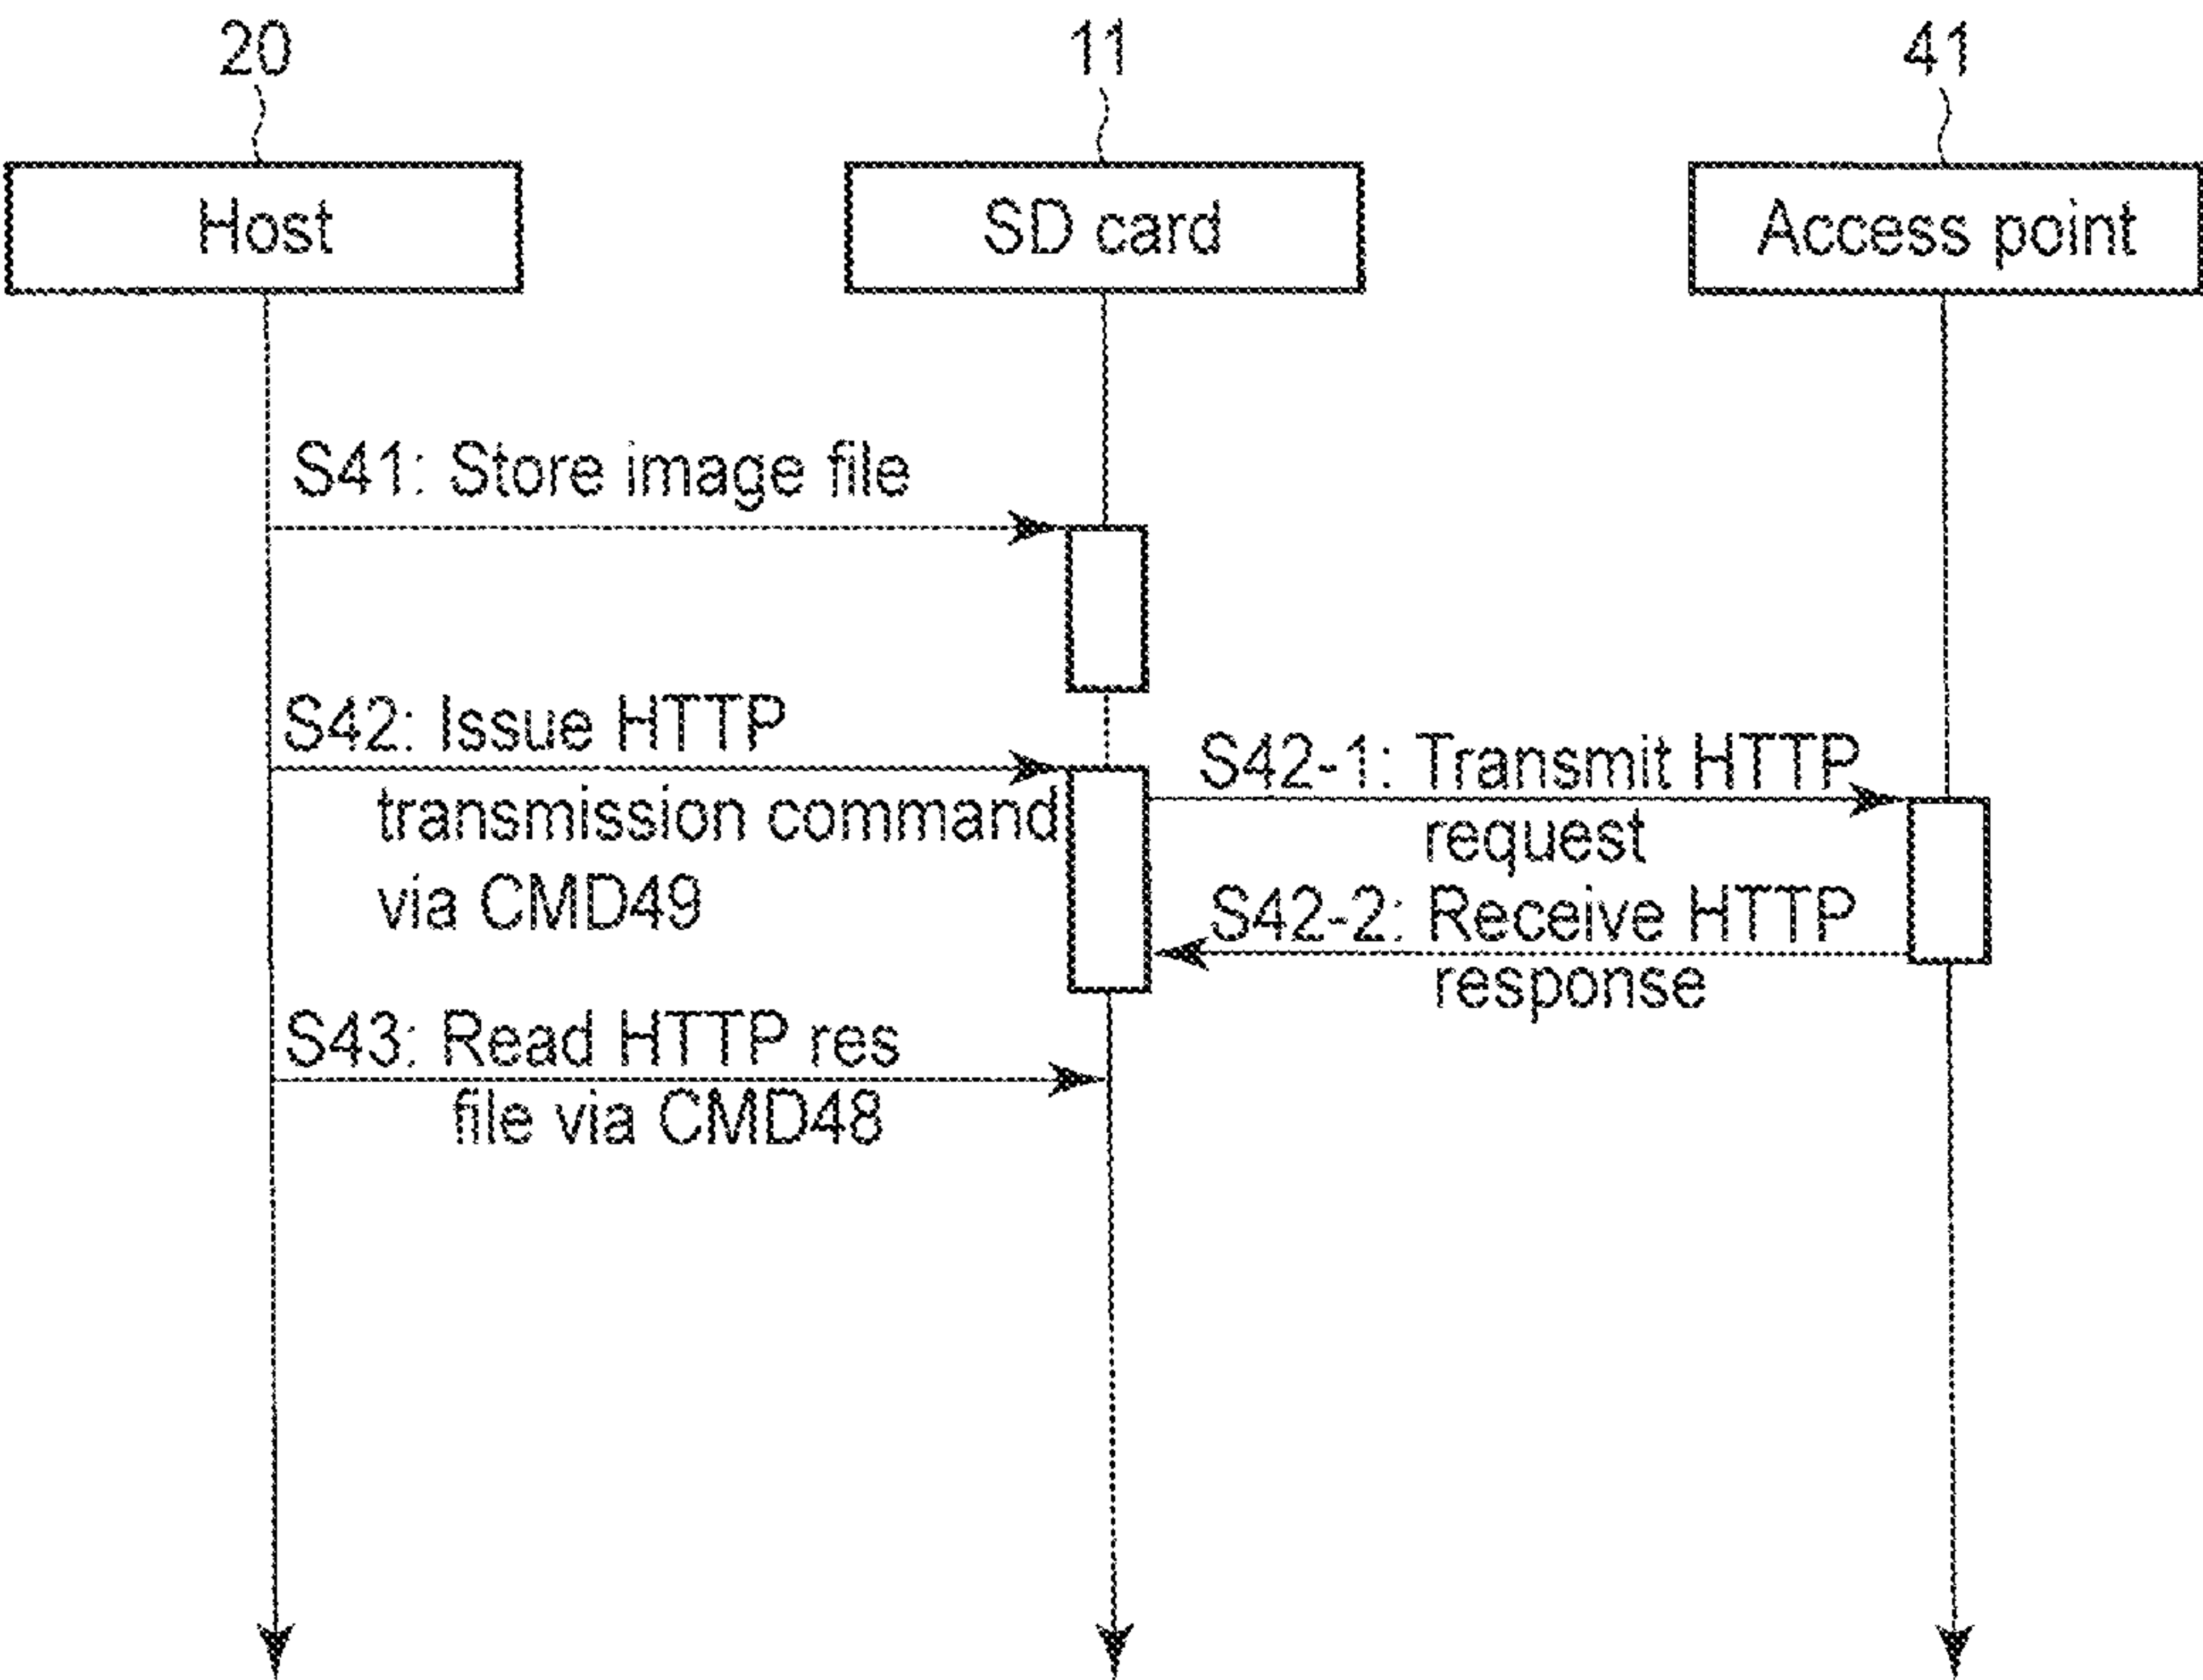 20
11
41
Host
SD card
Access point
S41: Store image file
S42: Issue HTTP
transmission command
via CMD49
S42-1: Transmit HTTP
request
S42-2: Receive HTTP
response
S43: Read HTTP res
file via CMD48